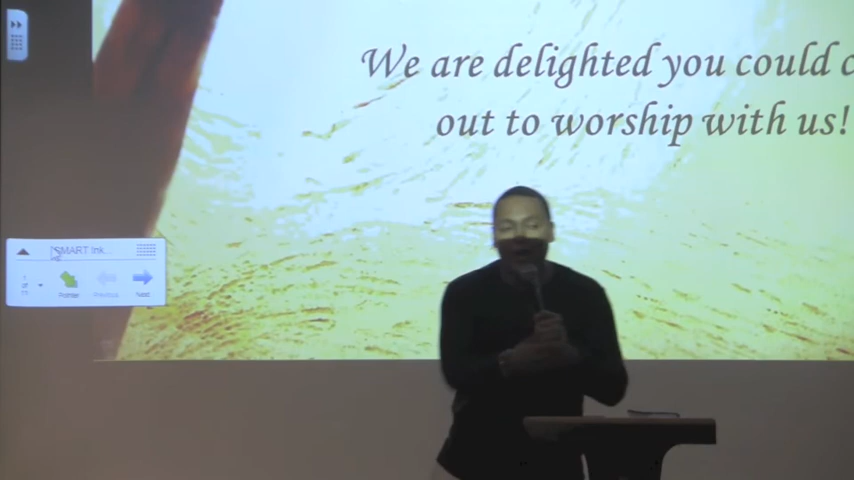 We are delighted you could c
out to worship with us!
SMART Ink...
Pointer Previous Next